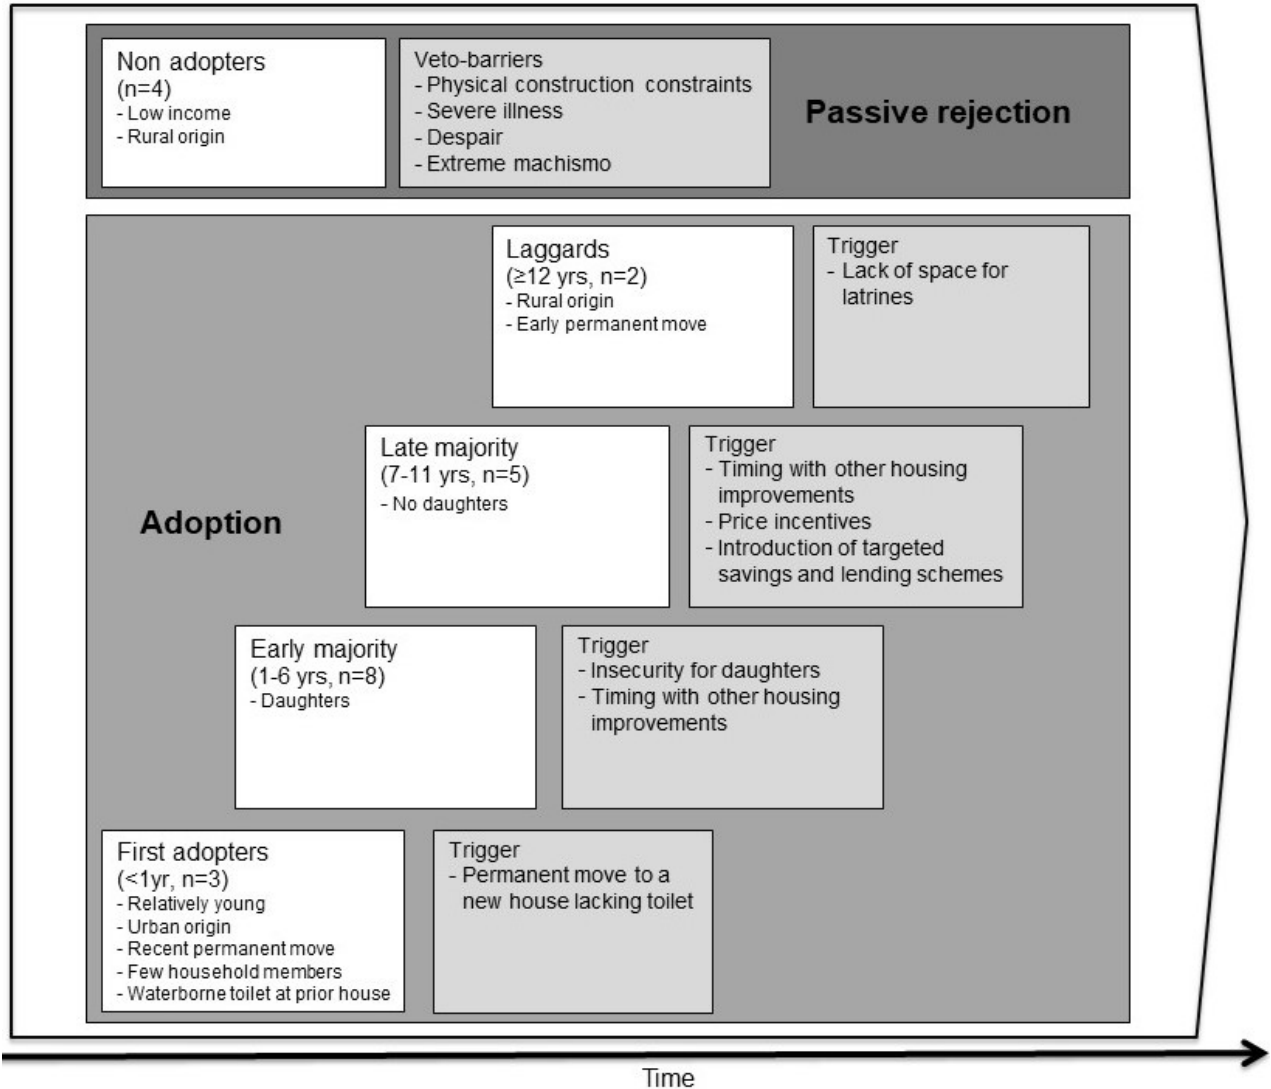 Non adopters
(n=4)
- Low income
- Rural origin
Veto-barriers
- Physical construction constraints
- Severe illness
- Despair
- Extreme machismo
Passive rejection
Laggards
(≥12 yrs, n=2)
- Rural origin
- Early permanent move
Trigger
- Lack of space for
latrines
Late majority
(7-11 yrs, n=5)
- No daughters
Trigger
- Timing with other housing
improvements
- Price incentives
- Introduction of targeted
savings and lending schemes
Adoption
Early majority
(1-6 yrs, n=8)
- Daughters
Trigger
- Insecurity for daughters
- Timing with other housing
improvements
First adopters
(<1yr, n=3)
- Relatively young
- Urban origin
- Recent permanent move
- Few household members
- Waterborne toilet at prior house
Trigger
- Permanent move to a
new house lacking toilet
Time